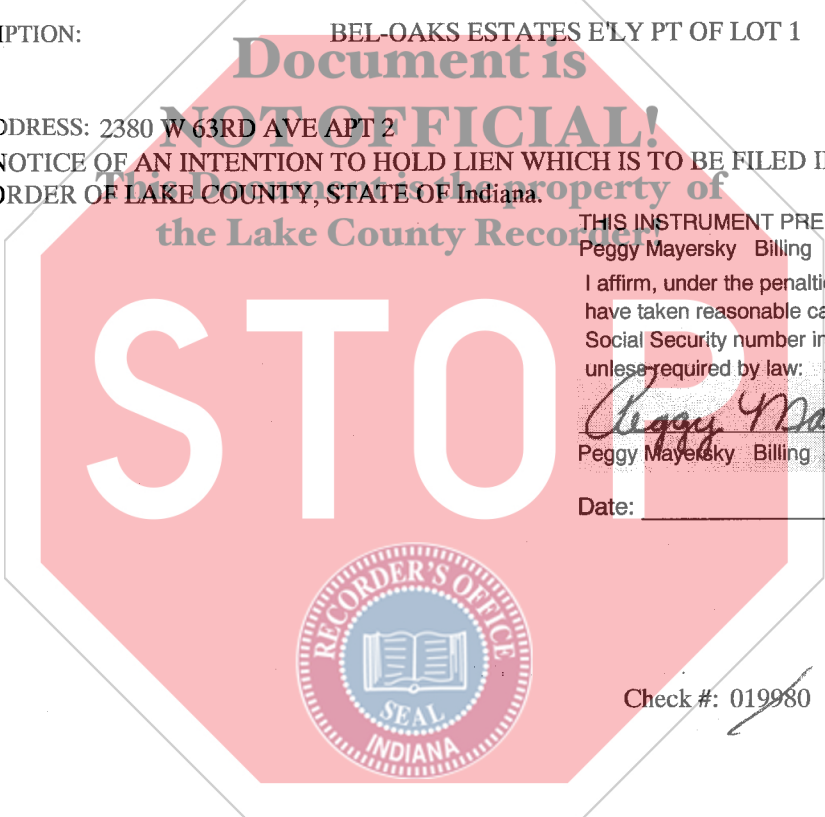 IPTION: BEL-OAKS ESTATES E'LY PT OF LOT 1
Document is
DDRESS: 2380 W 63RD AVE APT 2
NOT OFFICIAL!
NOTICE OF AN INTENTION TO HOLD LIEN WHICH IS TO BE FILED I
ORDER OF LAKE COUNTY, STATE OF Indiana.
This Document is the property of
the Lake County Recorder!
THIS INSTRUMENT PRE
Peggy Mayersky Billing
I affirm, under the penalti
have taken reasonable ca
Social Security number in
unless required by law:
Peggy Ma
Peggy Mayersky Billing
Date:
STOP
RECORDER'S OFFICE
SEAL
INDIANA
Check #: 019980